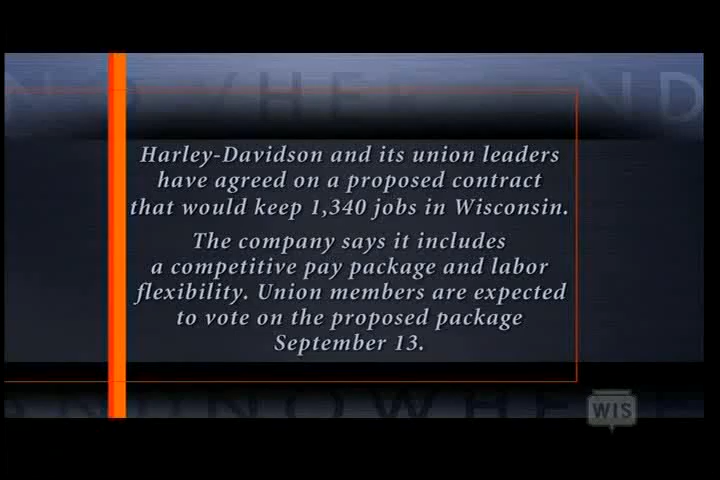 Harley-Davidson and its union leaders
have agreed on a proposed contract
that would keep 1,340 jobs in Wisconsin.
The company says it includes
a competitive pay package and labor
flexibility. Union members are expected
to vote on the proposed package
September 13.
ANDNOWHERE
WIS